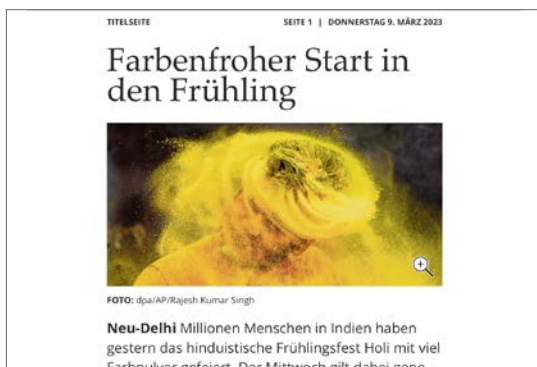 TITELSEITE
SEITE 1 | DONNERSTAG 9. MÄRZ 2023
Farbenfroher Start in
den Frühling
FOTO: dpa/AP/Rajesh Kumar Singh
Neu-Delhi Millionen Menschen in Indien haben
gestern das hinduistische Frühlingsfest Holi mit viel
Farbpulver gefeiert. Der Mittwoch gilt dabei gene-